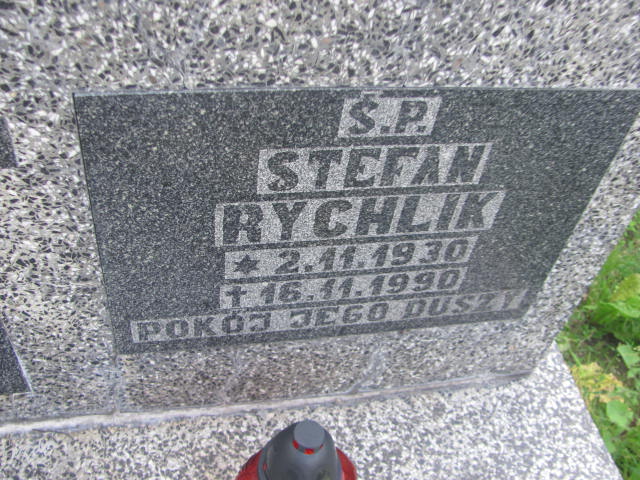 Ś.P.
STEFAN
RYCHLIK
* 2.11.1930
† 16.11.1990
POKÓJ JEGO DUSZY